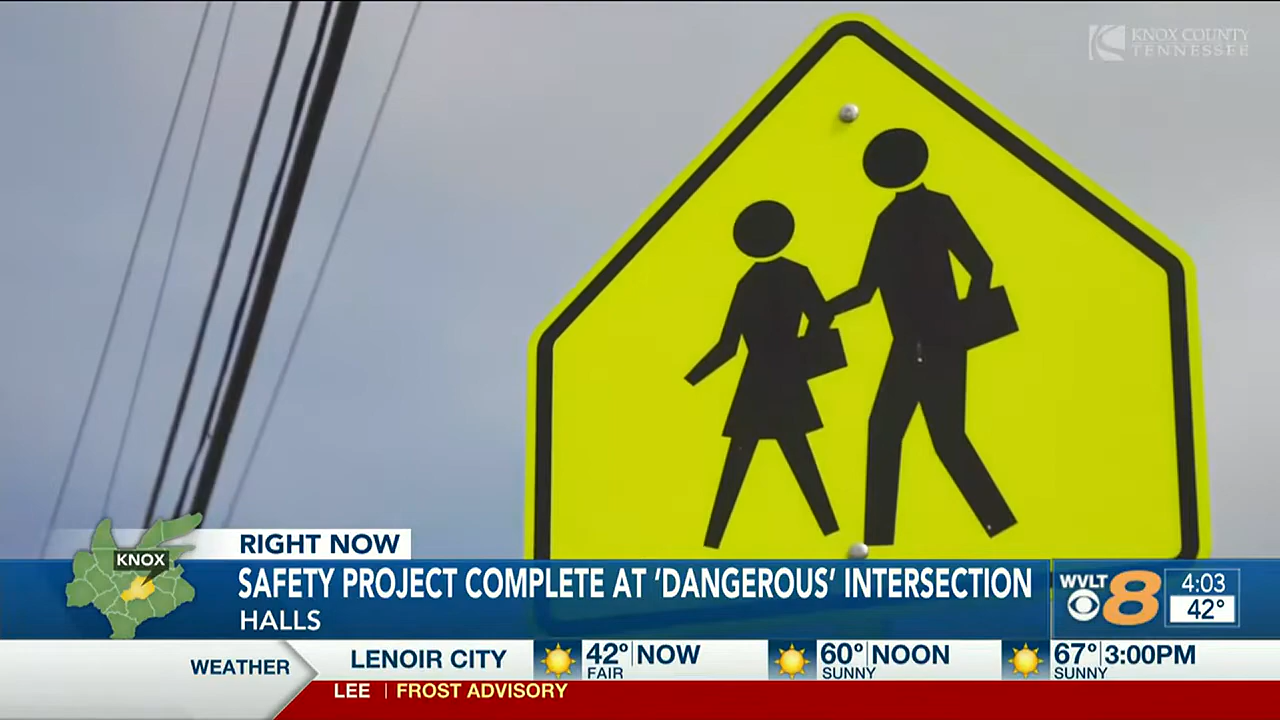 KNOX COUNTY
TENNESSEE
KNOX
RIGHT NOW
SAFETY PROJECT COMPLETE AT 'DANGEROUS' INTERSECTION
HALLS
WVLT 8
4:03
42°
WEATHER
LENOIR CITY
42° NOW
FAIR
60° NOON
SUNNY
67° 3:00PM
SUNNY
LEE | FROST ADVISORY